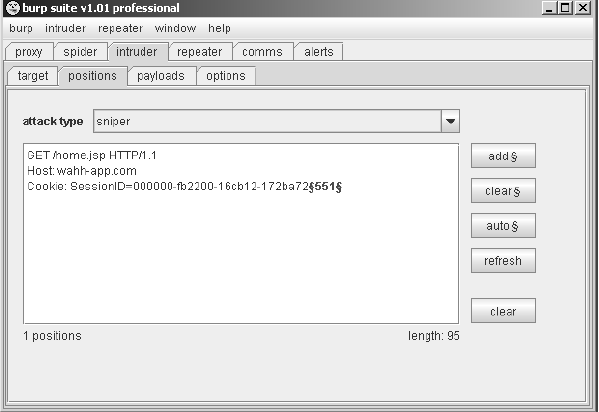 burp suite v1.01 professional
burp intruder repeater window help
proxy spider intruder repeater comms alerts
target positions payloads options
attack type sniper
GET /home.jsp HTTP/1.1
Host: wahh-app.com
Cookie: SessionID=000000-fb2200-16cb12-172ba72§551§
add §
clear §
auto §
refresh
clear
1 positions
length: 95